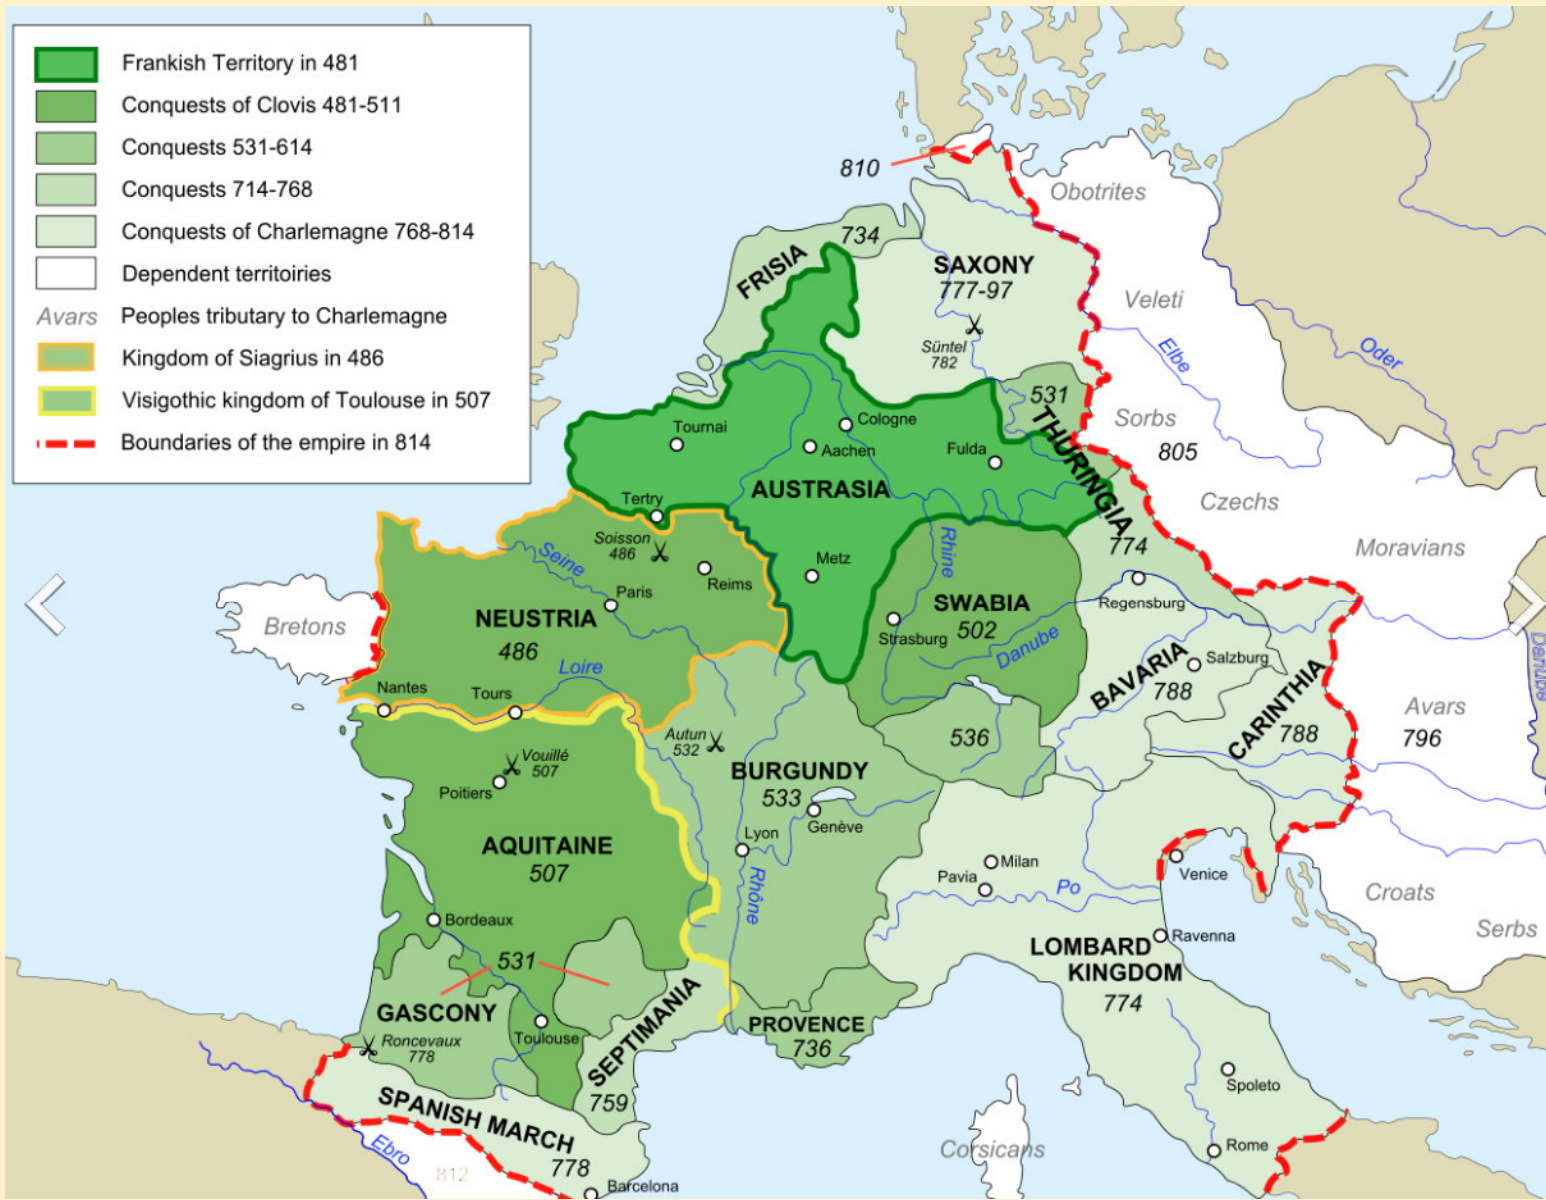 Frankish Territory in 481
Conquests of Clovis 481-511
Conquests 531-614
Conquests 714-768
Conquests of Charlemagne 768-814
Dependent territoiries
Avars Peoples tributary to Charlemagne
Kingdom of Siagrius in 486
Visigothic kingdom of Toulouse in 507
Boundaries of the empire in 814
810
Obotrites
734
FRISIA
SAXONY
777-97
Veleti
Süntel
782
Elbe
Oder
531
THURINGIA
774
Sorbs
805
Tournai
Cologne
Aachen
Fulda
AUSTRASIA
Czechs
Tertry
Soisson
486
Seine
Reims
Metz
Rhine
Moravians
Paris
NEUSTRIA
486
Bretons
SWABIA
502
Strasburg
Regensburg
Danube
Danube
Loire
Nantes
Tours
BAVARIA
788
Salzburg
CARINTHIA
788
Avars
796
Autun
532
536
Vouillé
507
Poitiers
BURGUNDY
533
Genève
Lyon
AQUITAINE
507
Rhône
Milan
Pavia
Po
Venice
Croats
Serbs
Bordeaux
Ravenna
531
LOMBARD
KINGDOM
774
GASCONY
Toulouse
SEPTIMANIA
759
PROVENCE
736
Roncevaux
778
Spoleto
SPANISH MARCH
778
Ebro
812
Corsicans
Rome
Barcelona